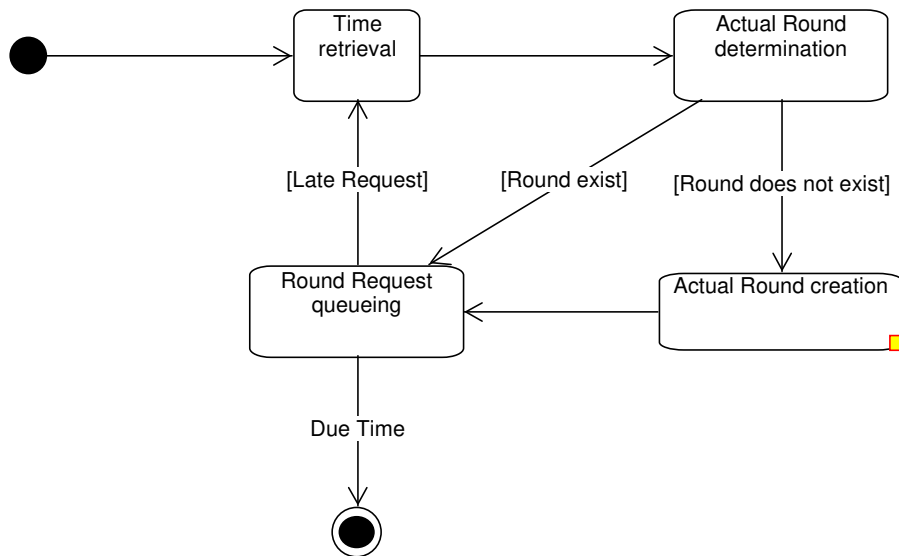 Time
retrieval
Actual Round
determination
[Late Request]
[Round exist]
[Round does not exist]
Round Request
queueing
Actual Round creation
Due Time